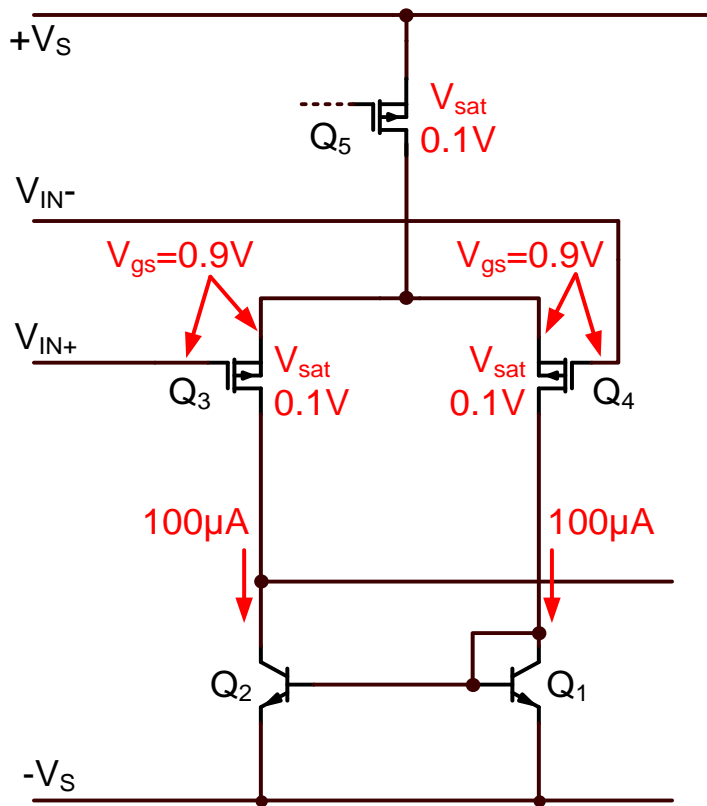 +VS
Vsat
Q5
0.1V
VIN-
Vgs=0.9V
Vgs=0.9V
VIN+
Vsat
Vsat
Q3
0.1V
0.1V
Q4
100µA
100µA
Q2
Q1
-VS